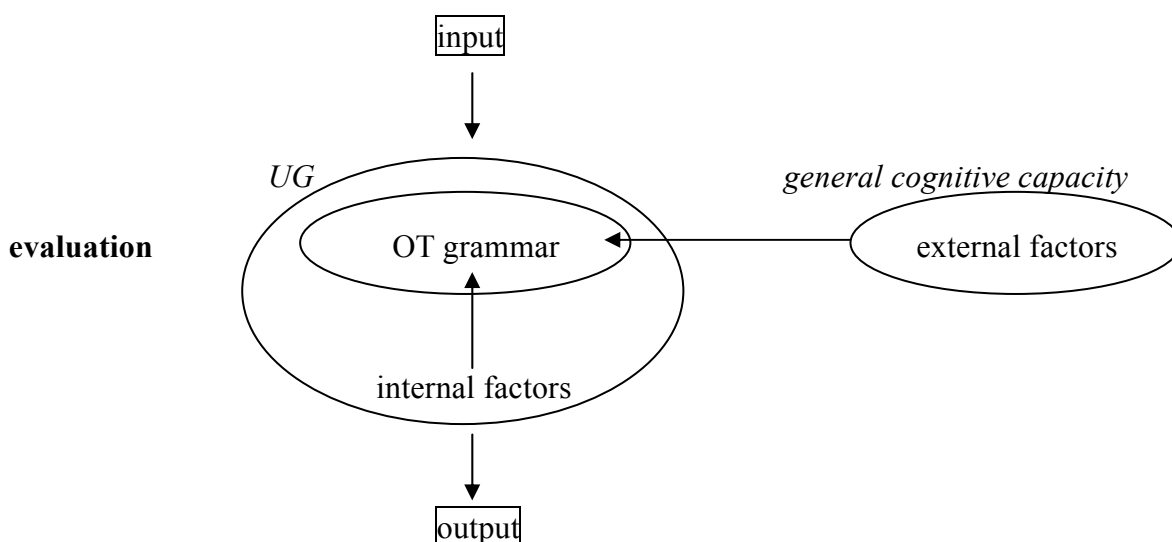 input
UG
general cognitive capacity
evaluation
OT grammar
external factors
internal factors
output